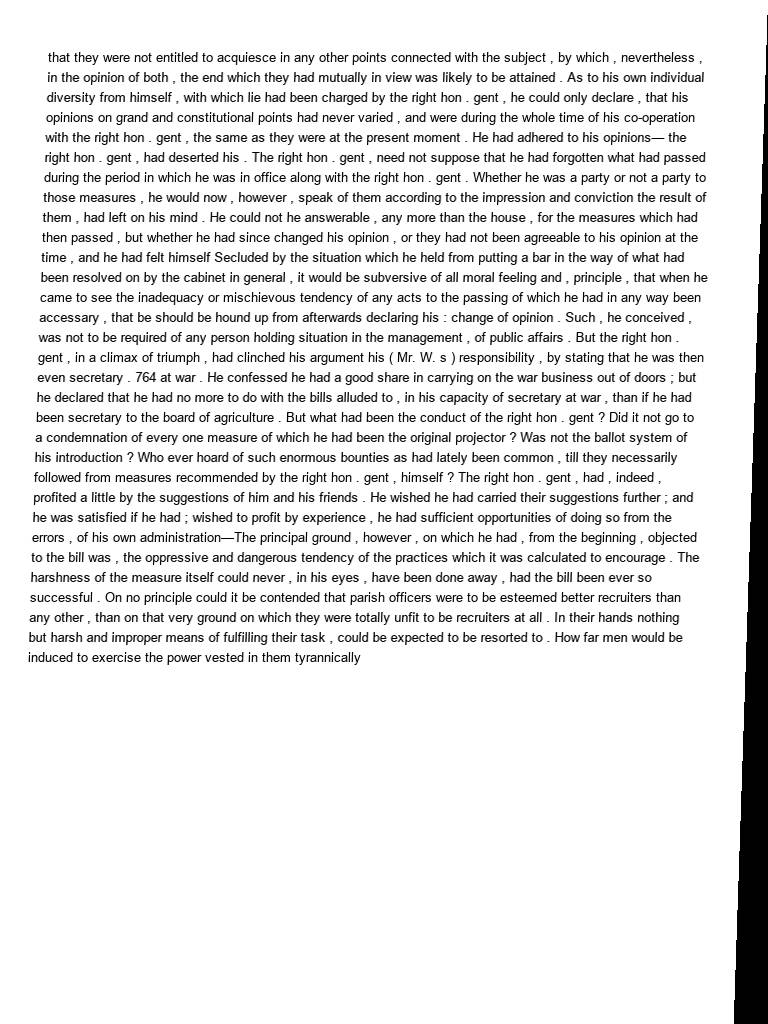 that they were not entitled to acquiesce in any other points connected with the subject , by which , nevertheless ,
in the opinion of both , the end which they had mutually in view was likely to be attained . As to his own individual
diversity from himself , with which lie had been charged by the right hon . gent , he could only declare , that his
opinions on grand and constitutional points had never varied , and were during the whole time of his co-operation
with the right hon . gent , the same as they were at the present moment . He had adhered to his opinions— the
right hon . gent , had deserted his . The right hon . gent , need not suppose that he had forgotten what had passed
during the period in which he was in office along with the right hon . gent . Whether he was a party or not a party to
those measures , he would now , however , speak of them according to the impression and conviction the result of
them , had left on his mind . He could not he answerable , any more than the house , for the measures which had
then passed , but whether he had since changed his opinion , or they had not been agreeable to his opinion at the
time , and he had felt himself Secluded by the situation which he held from putting a bar in the way of what had
been resolved on by the cabinet in general , it would be subversive of all moral feeling and , principle , that when he
came to see the inadequacy or mischievous tendency of any acts to the passing of which he had in any way been
accessary , that be should be hound up from afterwards declaring his : change of opinion . Such , he conceived ,
was not to be required of any person holding situation in the management , of public affairs . But the right hon .
gent , in a climax of triumph , had clinched his argument his ( Mr. W. s ) responsibility , by stating that he was then
even secretary . 764 at war . He confessed he had a good share in carrying on the war business out of doors ; but
he declared that he had no more to do with the bills alluded to , in his capacity of secretary at war , than if he had
been secretary to the board of agriculture . But what had been the conduct of the right hon . gent ? Did it not go to
a condemnation of every one measure of which he had been the original projector ? Was not the ballot system of
his introduction ? Who ever hoard of such enormous bounties as had lately been common , till they necessarily
followed from measures recommended by the right hon . gent , himself ? The right hon . gent , had , indeed ,
profited a little by the suggestions of him and his friends . He wished he had carried their suggestions further ; and
he was satisfied if he had ; wished to profit by experience , he had sufficient opportunities of doing so from the
errors , of his own administration—The principal ground , however , on which he had , from the beginning , objected
to the bill was , the oppressive and dangerous tendency of the practices which it was calculated to encourage . The
harshness of the measure itself could never , in his eyes , have been done away , had the bill been ever so
successful . On no principle could it be contended that parish officers were to be esteemed better recruiters than
any other , than on that very ground on which they were totally unfit to be recruiters at all . In their hands nothing
but harsh and improper means of fulfilling their task , could be expected to be resorted to . How far men would be
induced to exercise the power vested in them tyrannically